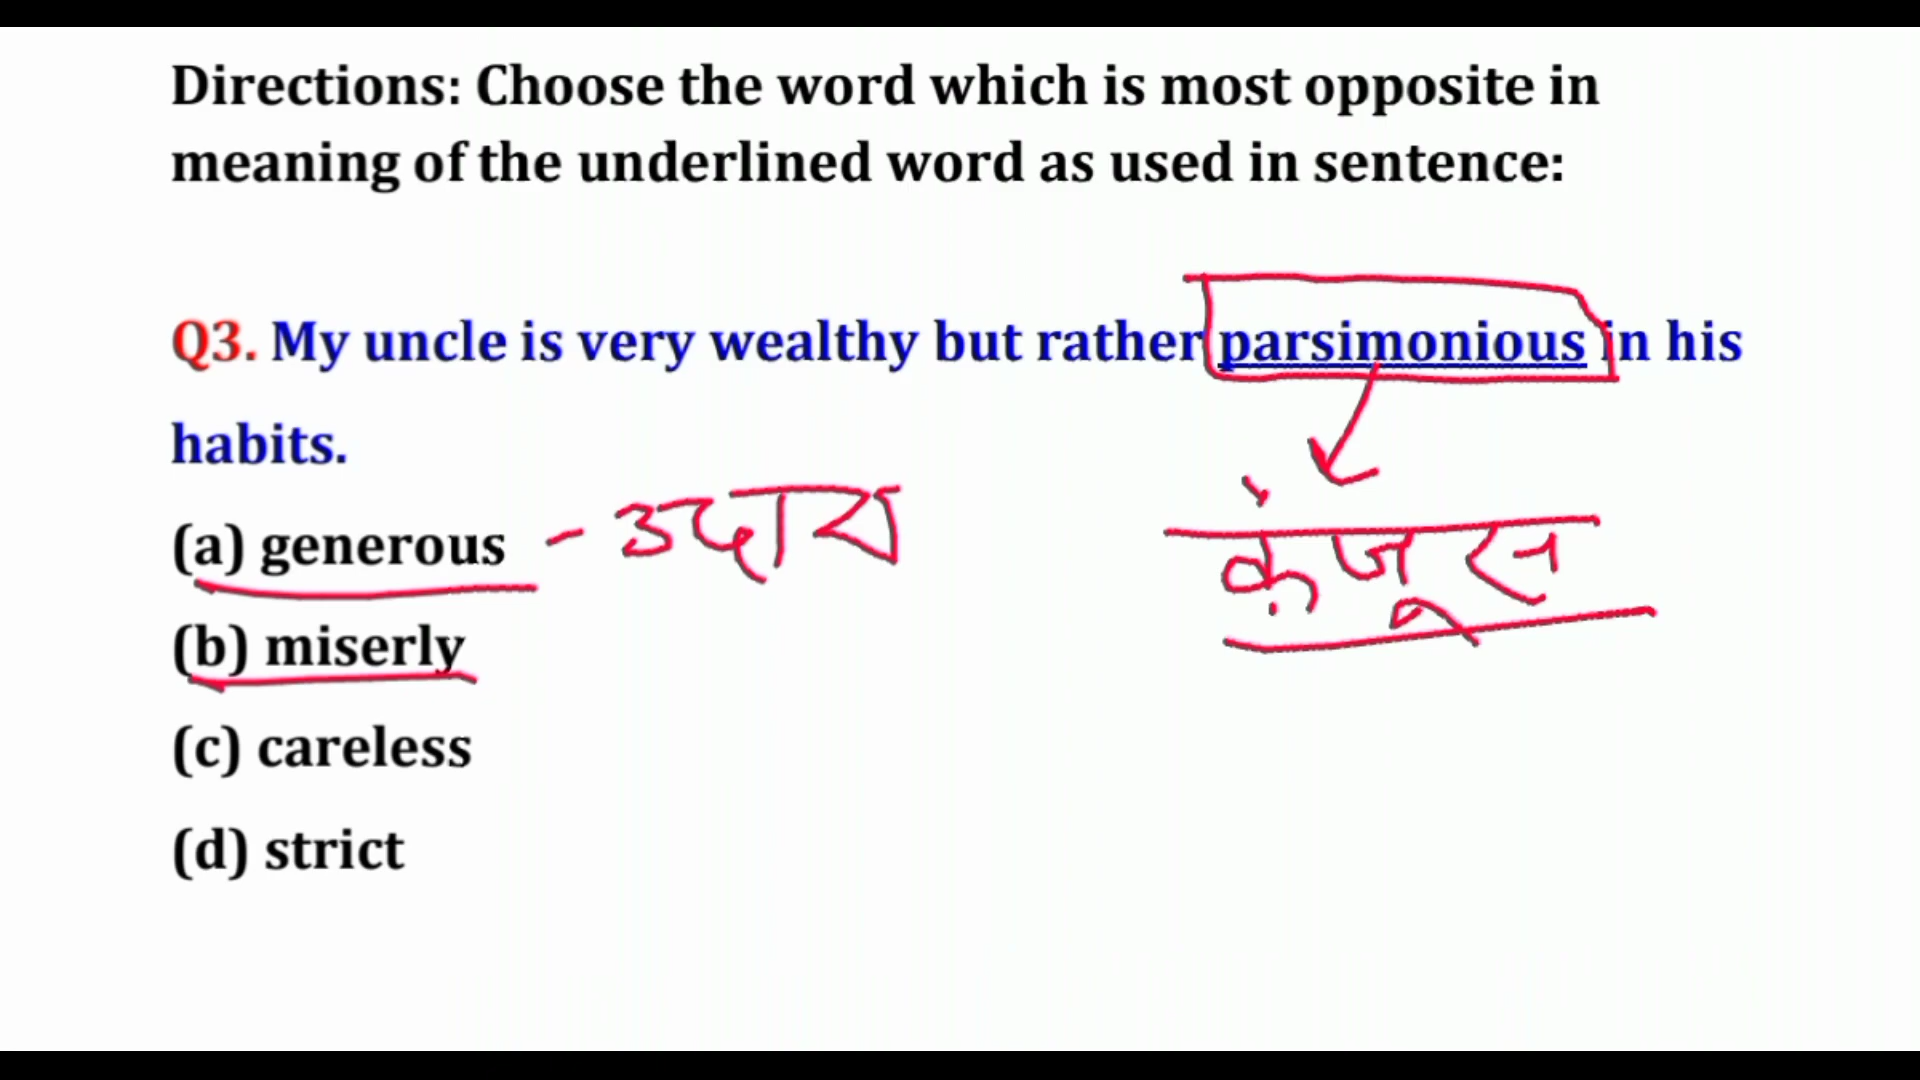 Directions: Choose the word which is most opposite in
meaning of the underlined word as used in sentence:
Q3. My uncle is very wealthy but rather parsimonious in his
habits.
(a) generous - उदार
कंजूस
(b) miserly
(c) careless
(d) strict